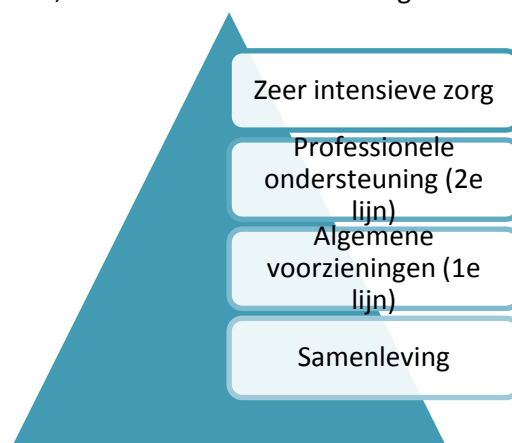 Zeer intensieve zorg
Professionele
ondersteuning (2e
lijn)
Algemene
voorzieningen (1e
lijn)
Samenleving